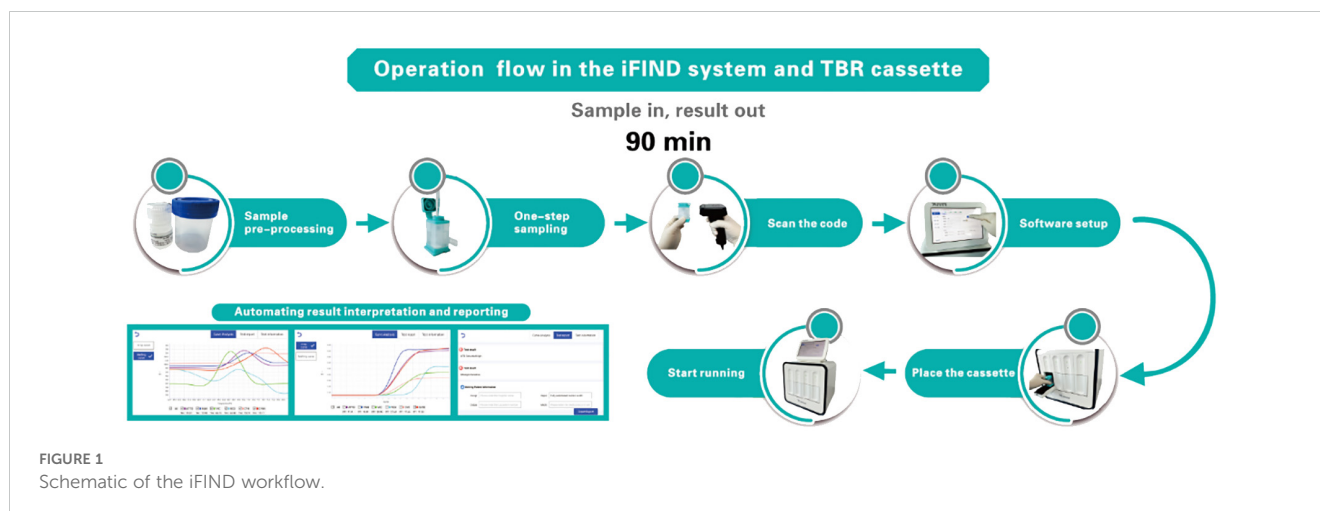 Operation flow in the iFIND system and TBR cassette
Sample in, result out
90 min
Sample
pre-processing
One-step
sampling
Scan the code
Software setup
Place the cassette
Start running
Automating result interpretation and reporting
FIGURE 1
Schematic of the iFIND workflow.